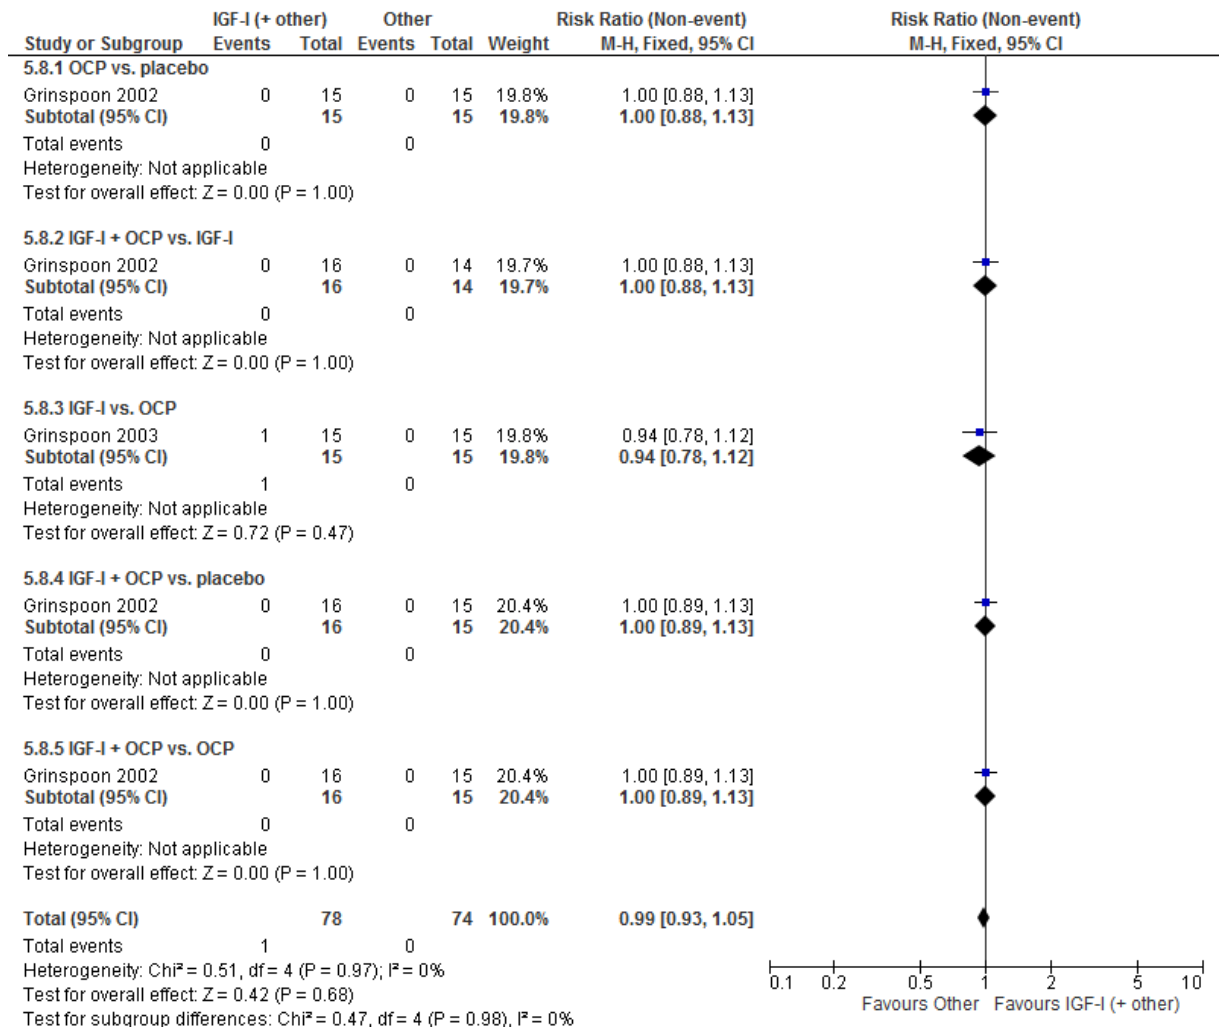 IGF-I (+ other) Other Risk Ratio (Non-event) Risk Ratio (Non-event)
Study or Subgroup Events Total Events Total Weight M-H, Fixed, 95% CI M-H, Fixed, 95% CI
5.8.1 OCP vs. placebo
Grinspoon 2002 0 15 0 15 19.8% 1.00 [0.88, 1.13]
Subtotal (95% CI) 15 15 19.8% 1.00 [0.88, 1.13]
Total events 0 0
Heterogeneity: Not applicable
Test for overall effect: Z = 0.00 (P = 1.00)
5.8.2 IGF-I + OCP vs. IGF-I
Grinspoon 2002 0 16 0 14 19.7% 1.00 [0.88, 1.13]
Subtotal (95% CI) 16 14 19.7% 1.00 [0.88, 1.13]
Total events 0 0
Heterogeneity: Not applicable
Test for overall effect: Z = 0.00 (P = 1.00)
5.8.3 IGF-I vs. OCP
Grinspoon 2003 1 15 0 15 19.8% 0.94 [0.78, 1.12]
Subtotal (95% CI) 15 15 19.8% 0.94 [0.78, 1.12]
Total events 1 0
Heterogeneity: Not applicable
Test for overall effect: Z = 0.72 (P = 0.47)
5.8.4 IGF-I + OCP vs. placebo
Grinspoon 2002 0 16 0 15 20.4% 1.00 [0.89, 1.13]
Subtotal (95% CI) 16 15 20.4% 1.00 [0.89, 1.13]
Total events 0 0
Heterogeneity: Not applicable
Test for overall effect: Z = 0.00 (P = 1.00)
5.8.5 IGF-I + OCP vs. OCP
Grinspoon 2002 0 16 0 15 20.4% 1.00 [0.89, 1.13]
Subtotal (95% CI) 16 15 20.4% 1.00 [0.89, 1.13]
Total events 0 0
Heterogeneity: Not applicable
Test for overall effect: Z = 0.00 (P = 1.00)
Total (95% CI) 78 74 100.0% 0.99 [0.93, 1.05]
Total events 1 0
Heterogeneity: Chi² = 0.51, df = 4 (P = 0.97); I² = 0%
Test for overall effect: Z = 0.42 (P = 0.68)
Test for subgroup differences: Chi² = 0.47, df = 4 (P = 0.98), I² = 0%
0.1 0.2 0.5 1 2 5 10
Favours Other Favours IGF-I (+ other)